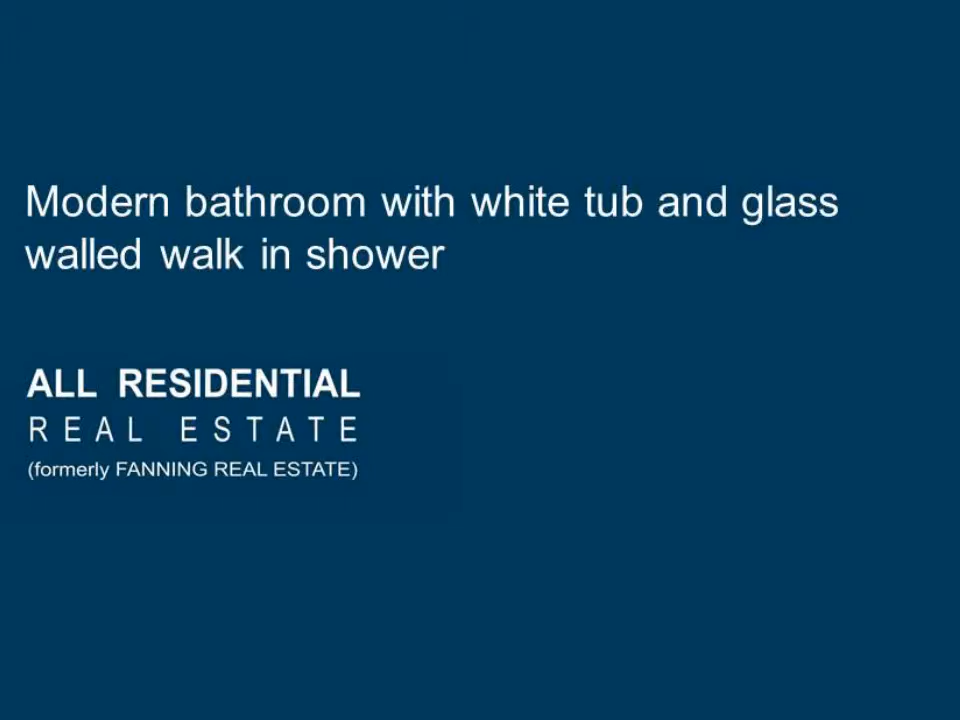 Modern bathroom with white tub and glass
walled walk in shower
ALL RESIDENTIAL
REAL ESTATE
(formerly FANNING REAL ESTATE)